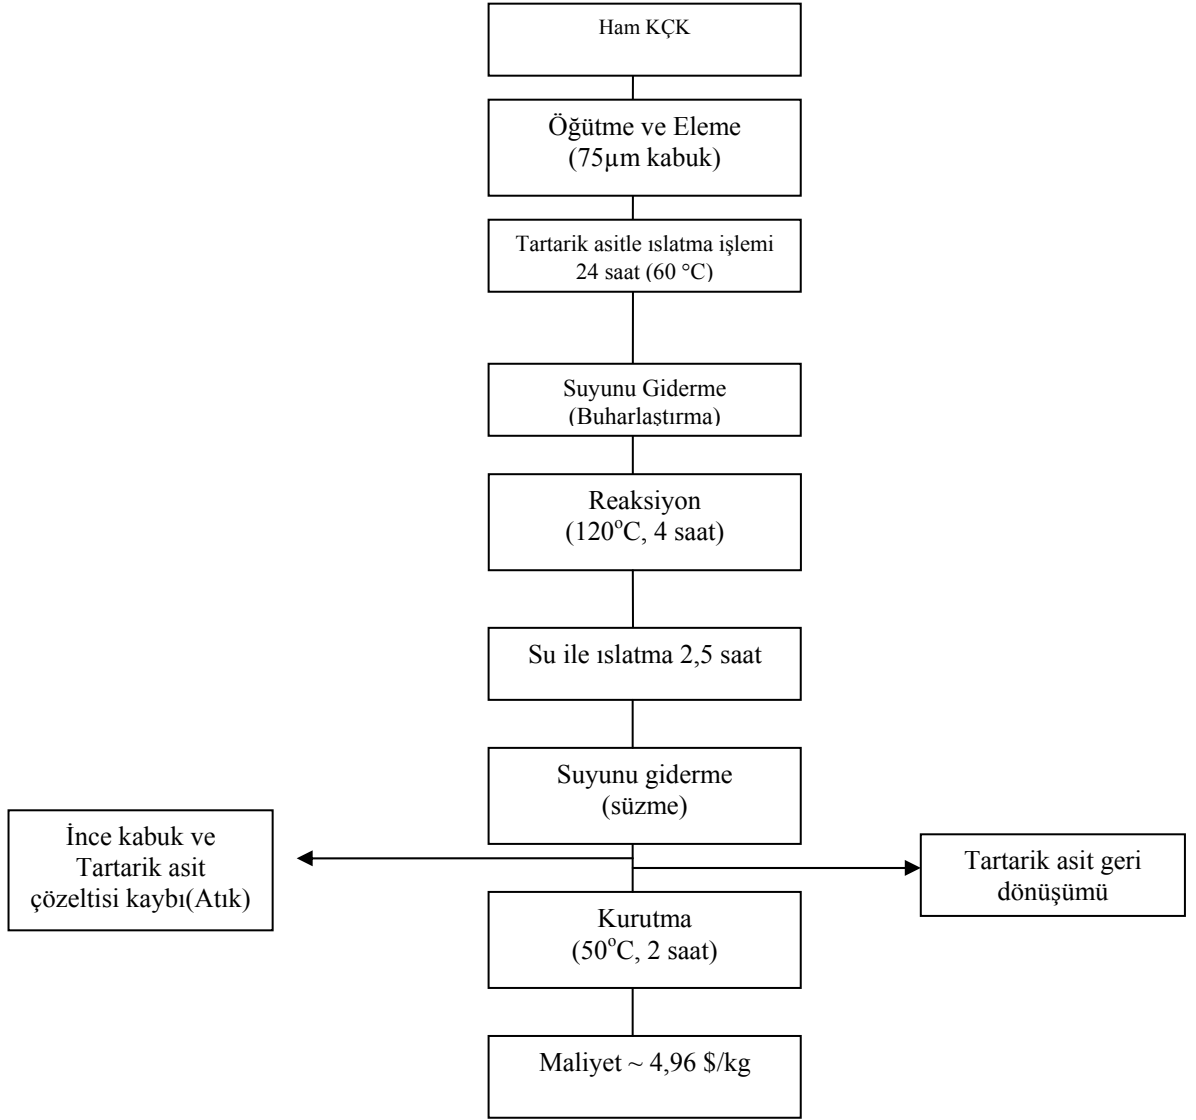 Ham KÇK
Öğütme ve Eleme
(75µm kabuk)
Tartarik asitle ıslatma işlemi
24 saat (60 °C)
Suyunu Giderme
(Buharlaştırma)
Reaksiyon
(120°C, 4 saat)
Su ile ıslatma 2,5 saat
Suyunu giderme
(süzme)
İnce kabuk ve
Tartarik asit
çözeltisi kaybı(Atık)
Tartarik asit geri
dönüşümü
Kurutma
(50°C, 2 saat)
Maliyet ~ 4,96 $/kg